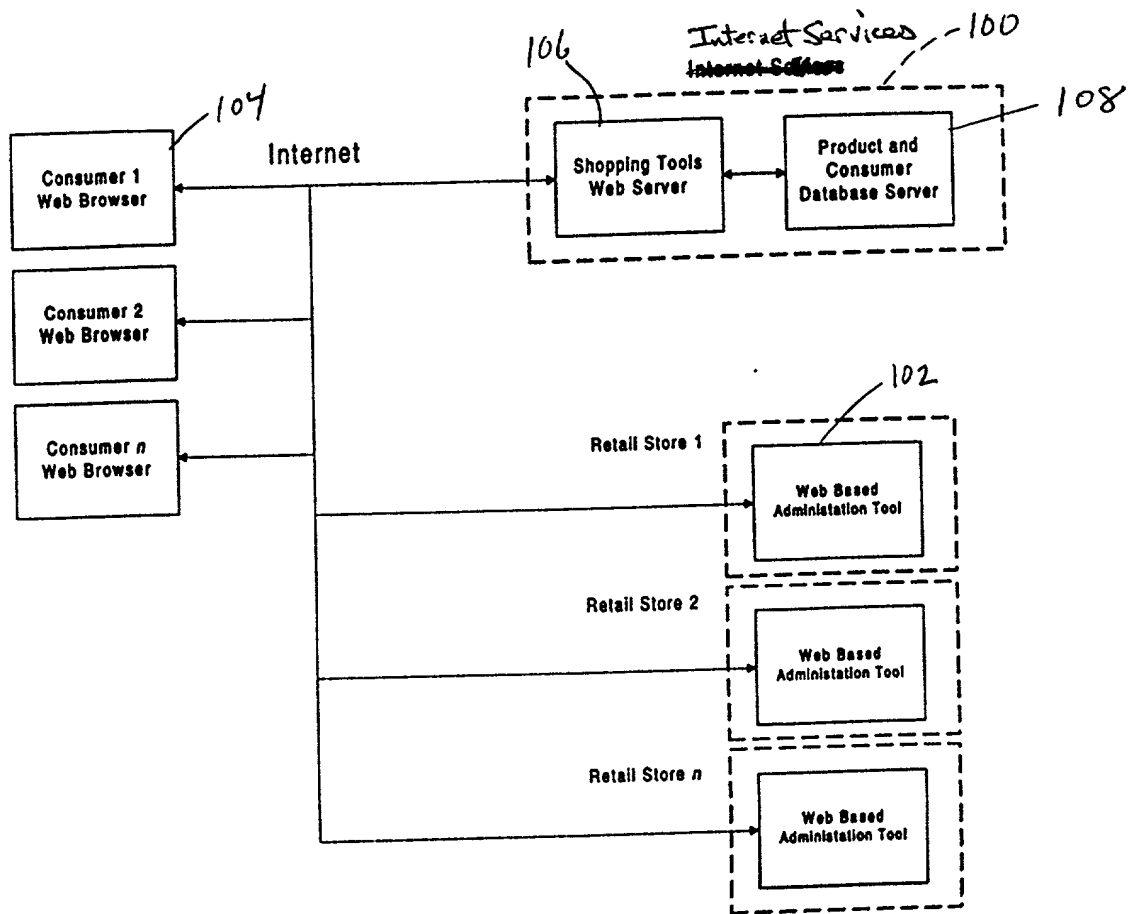 Internet Services
100
106
108
104
Internet
Consumer 1
Web Browser
Shopping Tools
Web Server
Product and
Consumer
Database Server
Consumer 2
Web Browser
Consumer n
Web Browser
102
Retail Store 1
Web Based
Administation Tool
Retail Store 2
Web Based
Administation Tool
Retail Store n
Web Based
Administation Tool